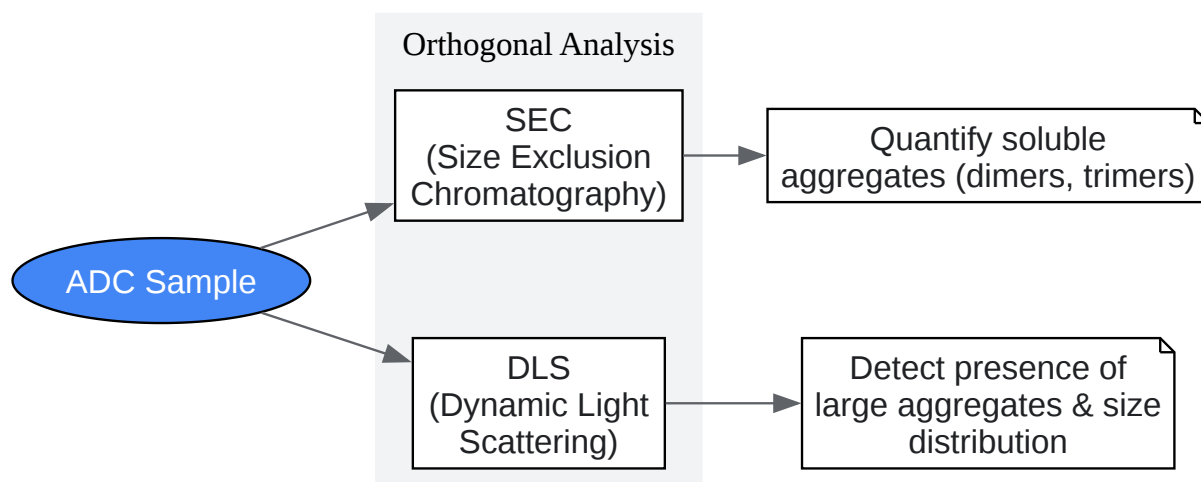 Orthogonal Analysis
SEC
(Size Exclusion
Chromatography)
Quantify soluble
aggregates (dimers, trimers)
ADC Sample
DLS
(Dynamic Light
Scattering)
Detect presence of
large aggregates & size
distribution